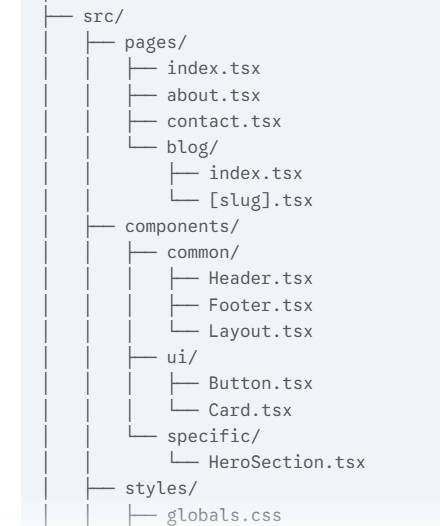 ├── src/
│   ├── pages/
│   │   ├── index.tsx
│   │   ├── about.tsx
│   │   ├── contact.tsx
│   │   └── blog/
│   │       ├── index.tsx
│   │       └── [slug].tsx
│   ├── components/
│   │   ├── common/
│   │   │   ├── Header.tsx
│   │   │   ├── Footer.tsx
│   │   │   └── Layout.tsx
│   │   ├── ui/
│   │   │   ├── Button.tsx
│   │   │   └── Card.tsx
│   │   └── specific/
│   │       └── HeroSection.tsx
│   ├── styles/
│   │   ├── globals.css